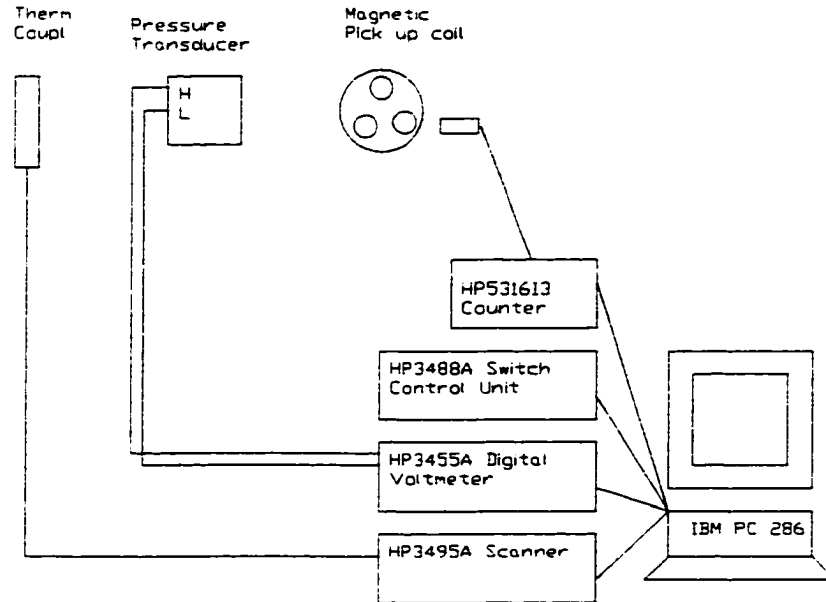 Therm
Coupl
Pressure
Transducer
Magnetic
Pick up coil
H
L
HP531613
Counter
HP3488A Switch
Control Unit
HP3455A Digital
Voltmeter
HP3495A Scanner
IBM PC 286